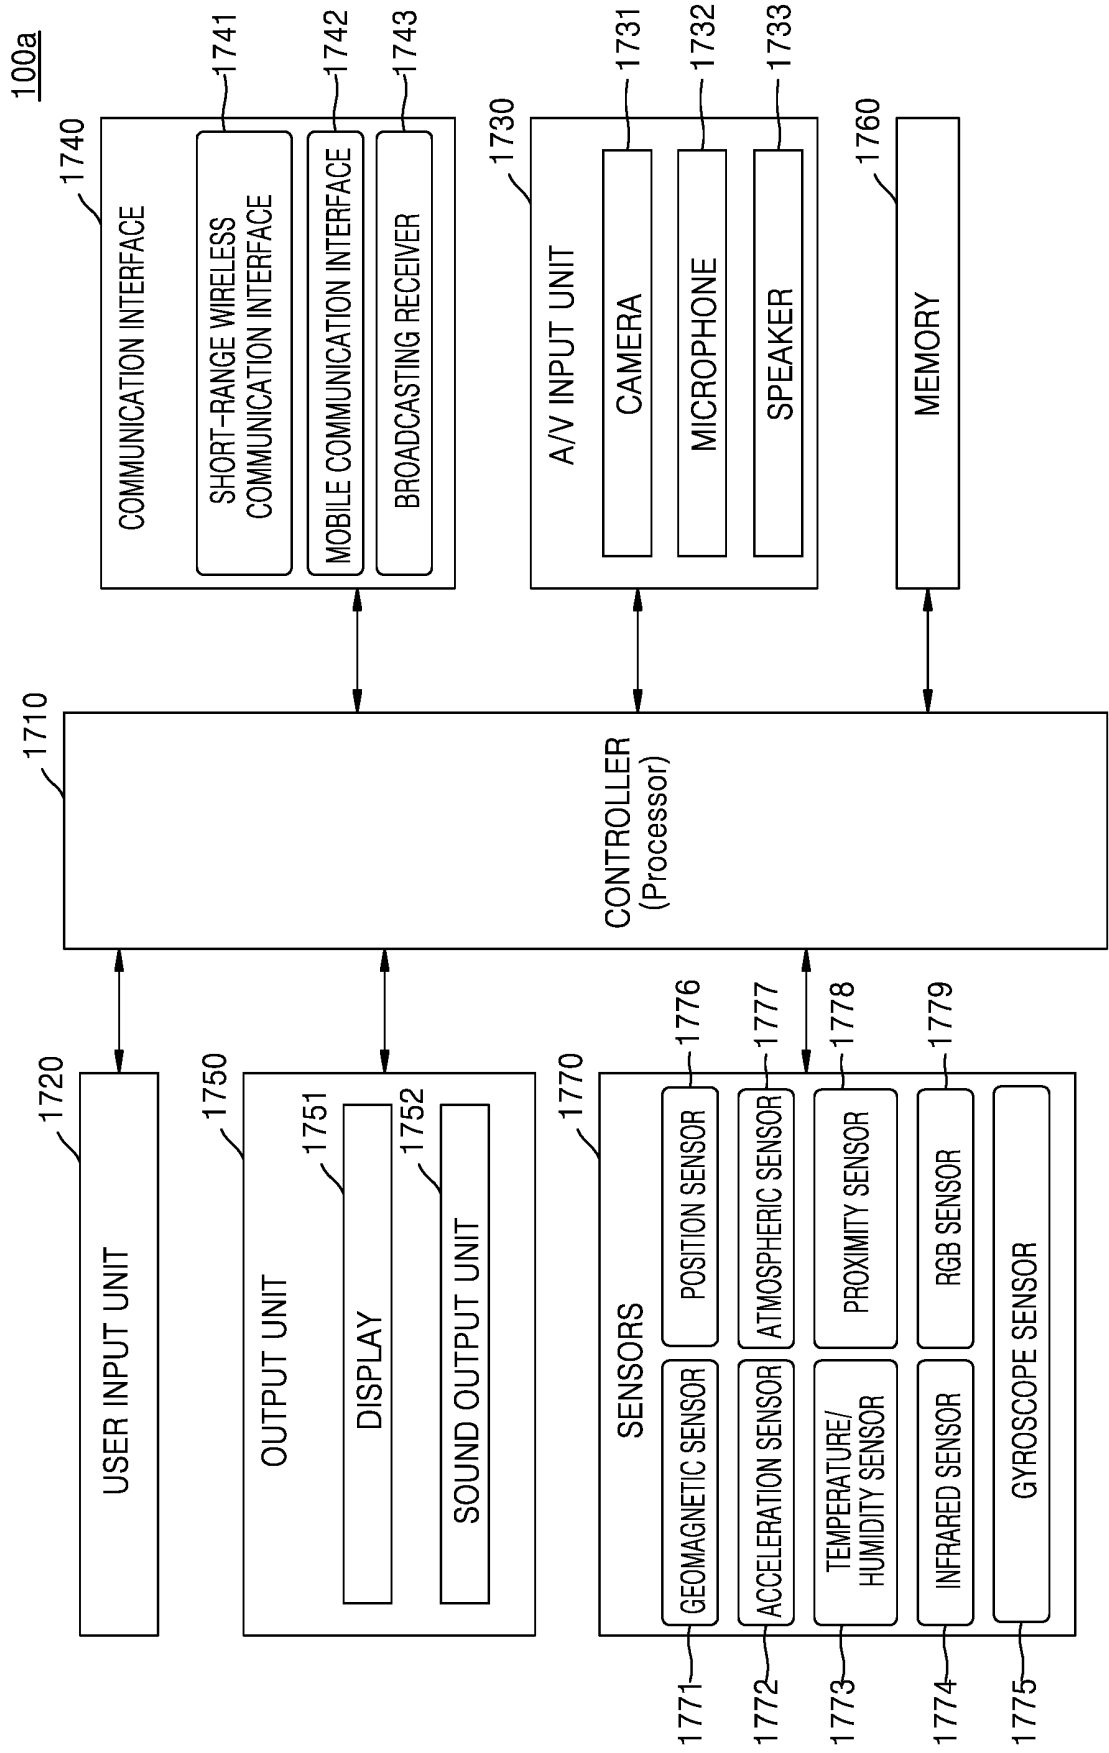 100a
1720
USER INPUT UNIT
1750
OUTPUT UNIT
1751
DISPLAY
1752
SOUND OUTPUT UNIT
1770
SENSORS
1771
GEOMAGNETIC SENSOR
POSITION SENSOR
1776
1772
ACCELERATION SENSOR
ATMOSPHERIC SENSOR
1777
1773
TEMPERATURE/
HUMIDITY SENSOR
PROXIMITY SENSOR
1778
1774
INFRARED SENSOR
RGB SENSOR
1779
1775
GYROSCOPE SENSOR
1710
CONTROLLER
(Processor)
1740
COMMUNICATION INTERFACE
SHORT-RANGE WIRELESS
COMMUNICATION INTERFACE
1741
MOBILE COMMUNICATION INTERFACE
1742
BROADCASTING RECEIVER
1743
1730
A/V INPUT UNIT
CAMERA
1731
MICROPHONE
1732
SPEAKER
1733
1760
MEMORY